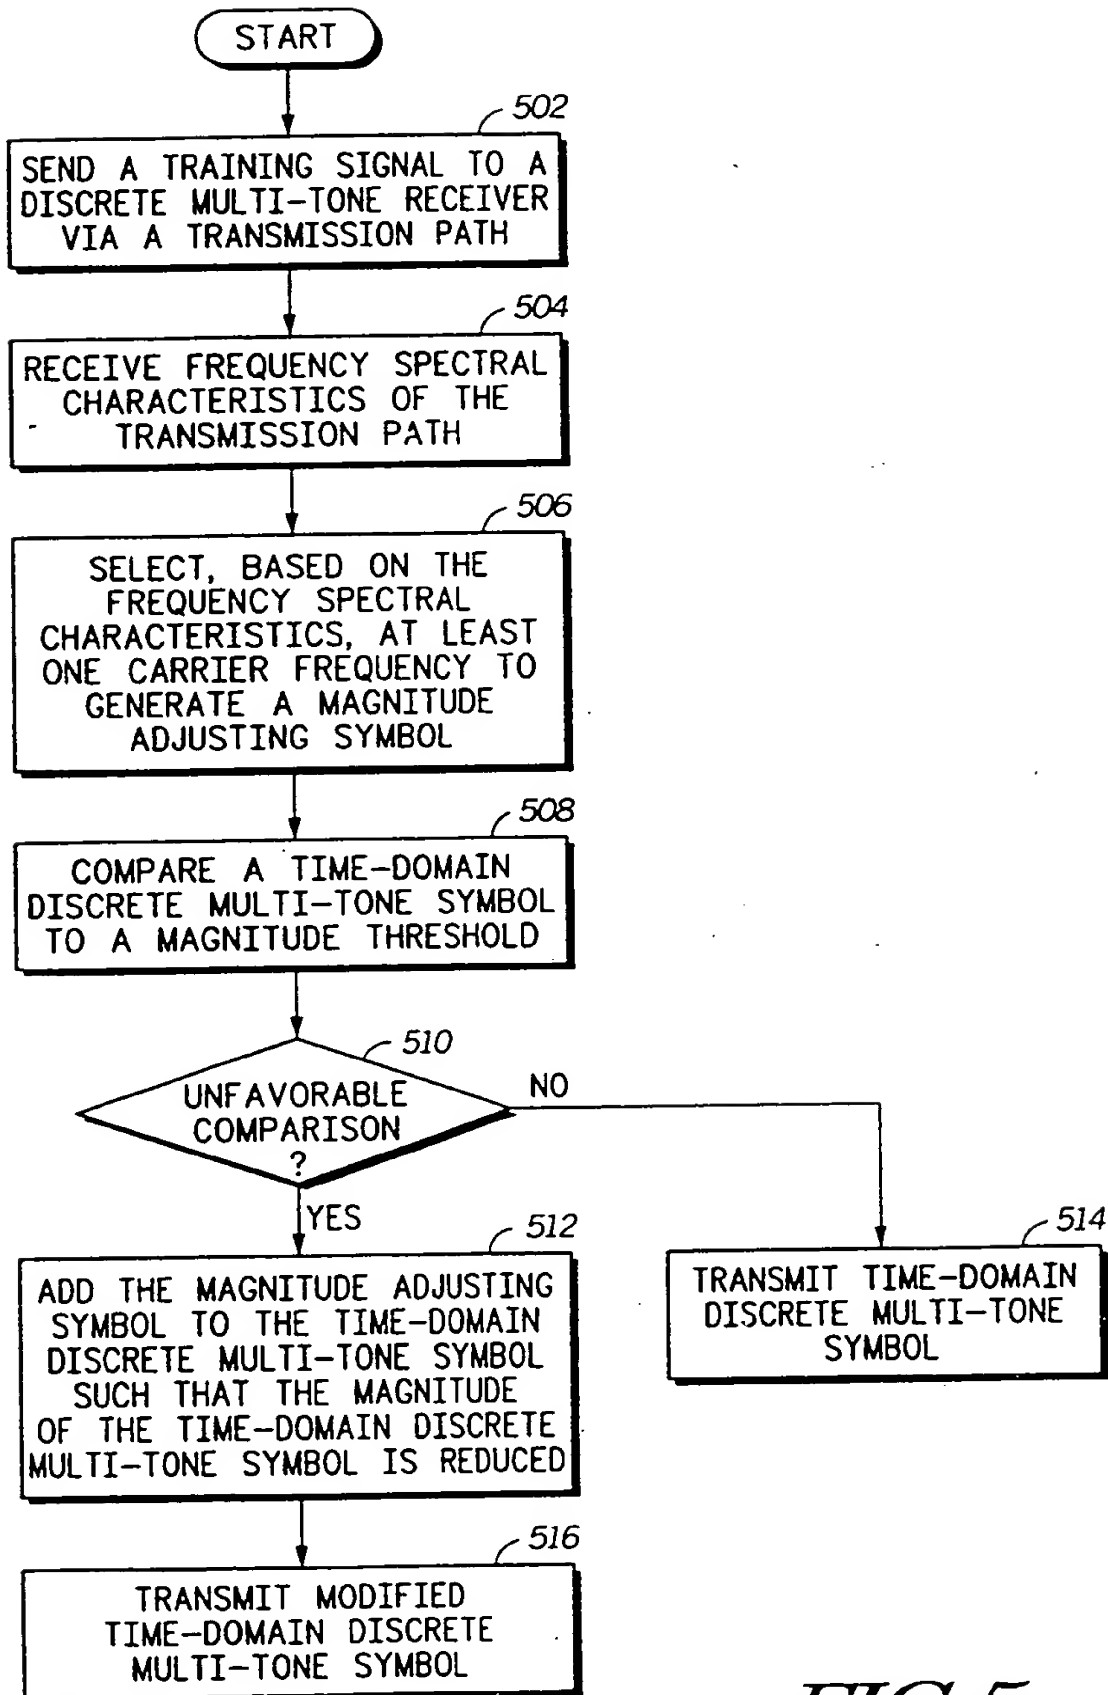 START
502
SEND A TRAINING SIGNAL TO A
DISCRETE MULTI-TONE RECEIVER
VIA A TRANSMISSION PATH
504
RECEIVE FREQUENCY SPECTRAL
CHARACTERISTICS OF THE
TRANSMISSION PATH
506
SELECT, BASED ON THE
FREQUENCY SPECTRAL
CHARACTERISTICS, AT LEAST
ONE CARRIER FREQUENCY TO
GENERATE A MAGNITUDE
ADJUSTING SYMBOL
508
COMPARE A TIME-DOMAIN
DISCRETE MULTI-TONE SYMBOL
TO A MAGNITUDE THRESHOLD
510
UNFAVORABLE
COMPARISON
?
NO
YES
512
ADD THE MAGNITUDE ADJUSTING
SYMBOL TO THE TIME-DOMAIN
DISCRETE MULTI-TONE SYMBOL
SUCH THAT THE MAGNITUDE
OF THE TIME-DOMAIN DISCRETE
MULTI-TONE SYMBOL IS REDUCED
514
TRANSMIT TIME-DOMAIN
DISCRETE MULTI-TONE
SYMBOL
516
TRANSMIT MODIFIED
TIME-DOMAIN DISCRETE
MULTI-TONE SYMBOL
FIG.5